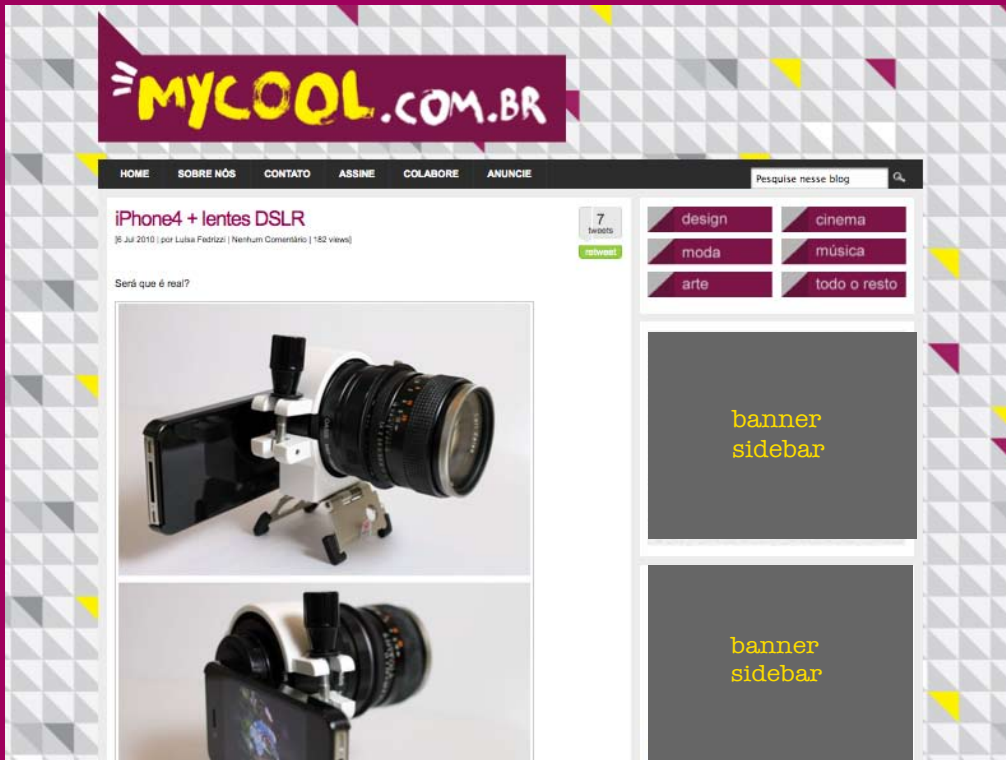 MYCOOL.COM.BR
HOME SOBRE NÓS CONTATO ASSINE COLABORE ANUNCIE
Pesquise nesse blog
iPhone4 + lentes DSLR
[6 Jul 2010 | por Luisa Fedrizzi | Nenhum Comentário | 182 views]
7
tweets
retweet
Será que é real?
design cinema
moda música
arte todo o resto
banner
sidebar
banner
sidebar